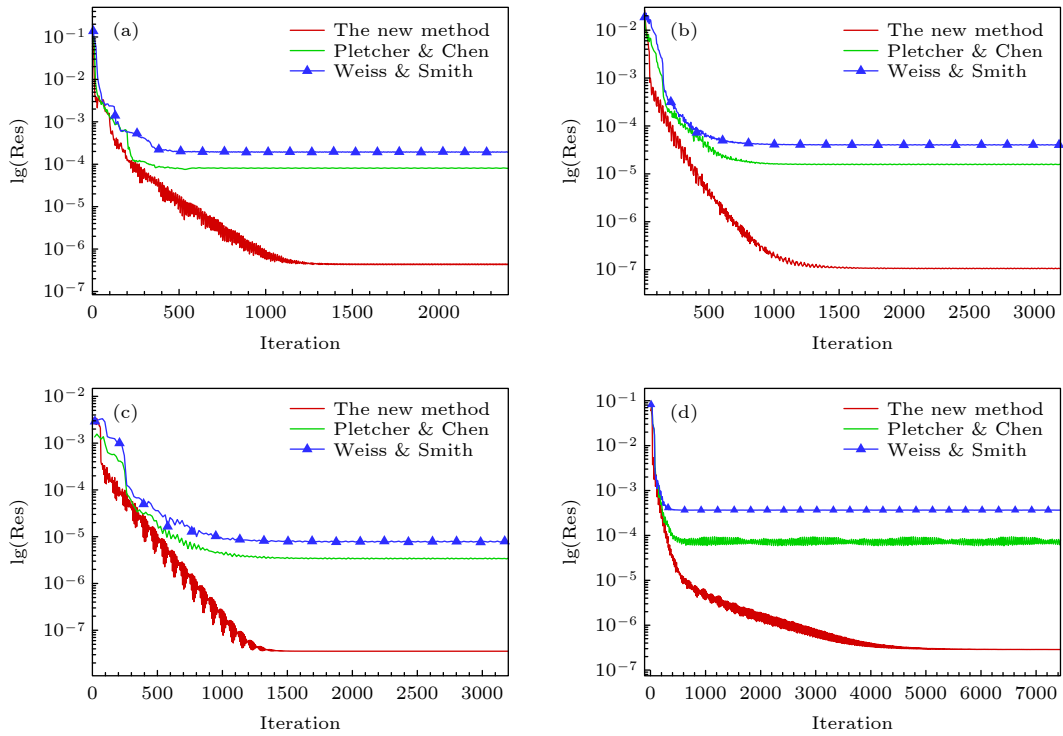 (a)
The new method
Pletcher & Chen
Weiss & Smith
lg(Res)
10⁻¹
10⁻²
10⁻³
10⁻⁴
10⁻⁵
10⁻⁶
10⁻⁷
0 500 1000 1500 2000
Iteration
(b)
The new method
Pletcher & Chen
Weiss & Smith
lg(Res)
10⁻²
10⁻³
10⁻⁴
10⁻⁵
10⁻⁶
10⁻⁷
500 1000 1500 2000 2500 3000
Iteration
(c)
The new method
Pletcher & Chen
Weiss & Smith
lg(Res)
10⁻²
10⁻³
10⁻⁴
10⁻⁵
10⁻⁶
10⁻⁷
0 500 1000 1500 2000 2500 3000
Iteration
(d)
The new method
Pletcher & Chen
Weiss & Smith
lg(Res)
10⁻¹
10⁻²
10⁻³
10⁻⁴
10⁻⁵
10⁻⁶
10⁻⁷
0 1000 2000 3000 4000 5000 6000 7000
Iteration